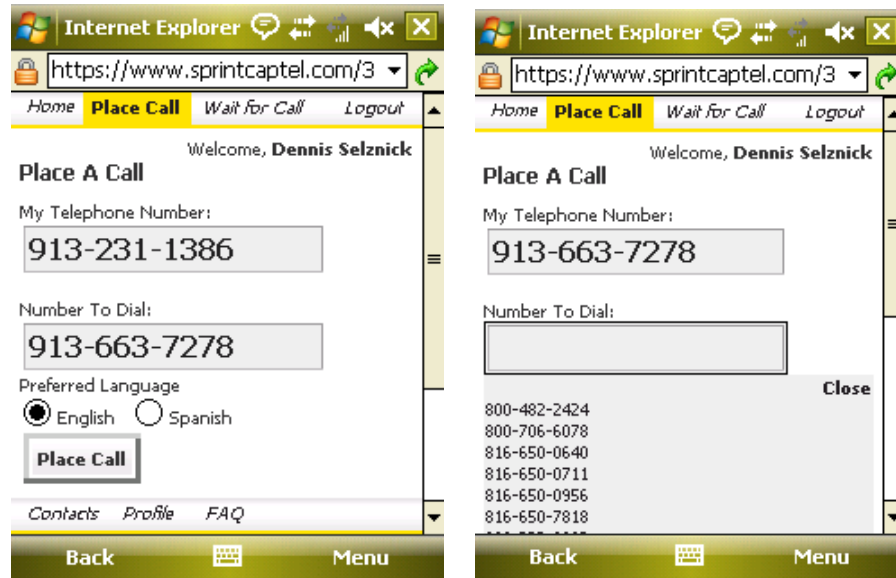 Internet Explorer
https://www.sprintcaptel.com/3
Home Place Call Wait for Call Logout
Welcome, Dennis Selznick
Place A Call
My Telephone Number:
913-231-1386
Number To Dial:
913-663-7278
Preferred Language
English Spanish
Place Call
Contacts Profile FAQ
Back Menu
Internet Explorer
https://www.sprintcaptel.com/3
Home Place Call Wait for Call Logout
Welcome, Dennis Selznick
Place A Call
My Telephone Number:
913-663-7278
Number To Dial:
Close
800-482-2424
800-706-6078
816-650-0640
816-650-0711
816-650-0956
816-650-7818
Back Menu